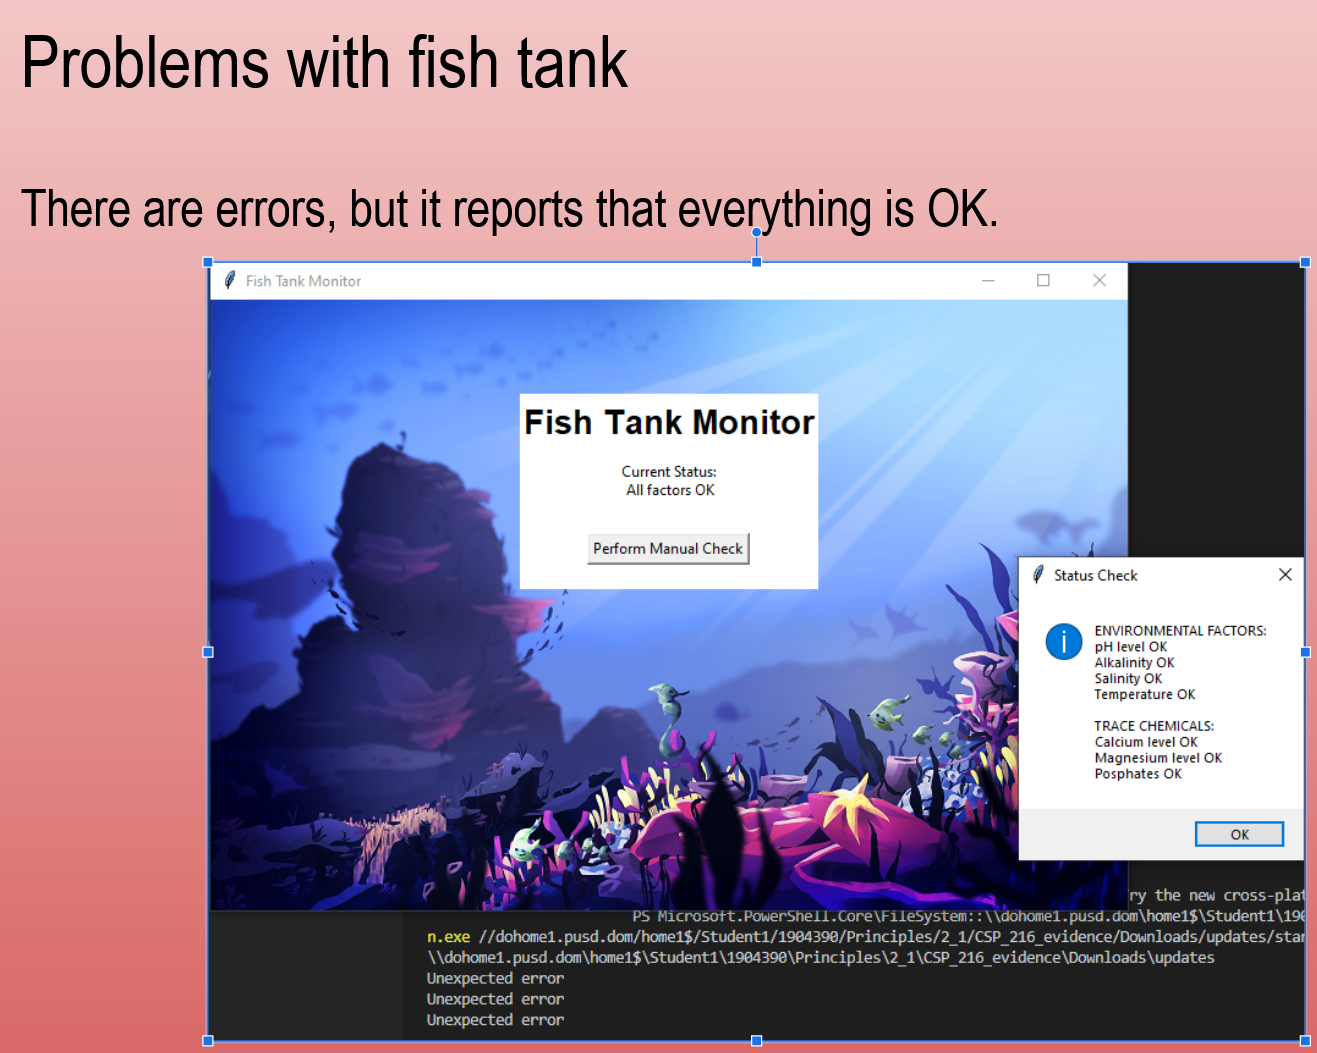 Problems with fish tank
There are errors, but it reports that everything is OK.
Fish Tank Monitor
Fish Tank Monitor
Current Status:
All factors OK
Perform Manual Check
Status Check
ENVIRONMENTAL FACTORS:
pH level OK
Alkalinity OK
Salinity OK
Temperature OK
TRACE CHEMICALS:
Calcium level OK
Magnesium level OK
Posphates OK
OK
ry the new cross-plat
PS Microsoft.PowerShell.Core\FileSystem::\\dohome1.pusd.dom\home1$\Student1\190
n.exe //dohome1.pusd.dom/home1$/Student1/1904390/Principles/2_1/CSP_216_evidence/Downloads/updates/star
\\dohome1.pusd.dom\home1$\Student1\1904390\Principles\2_1\CSP_216_evidence\Downloads\updates
Unexpected error
Unexpected error
Unexpected error